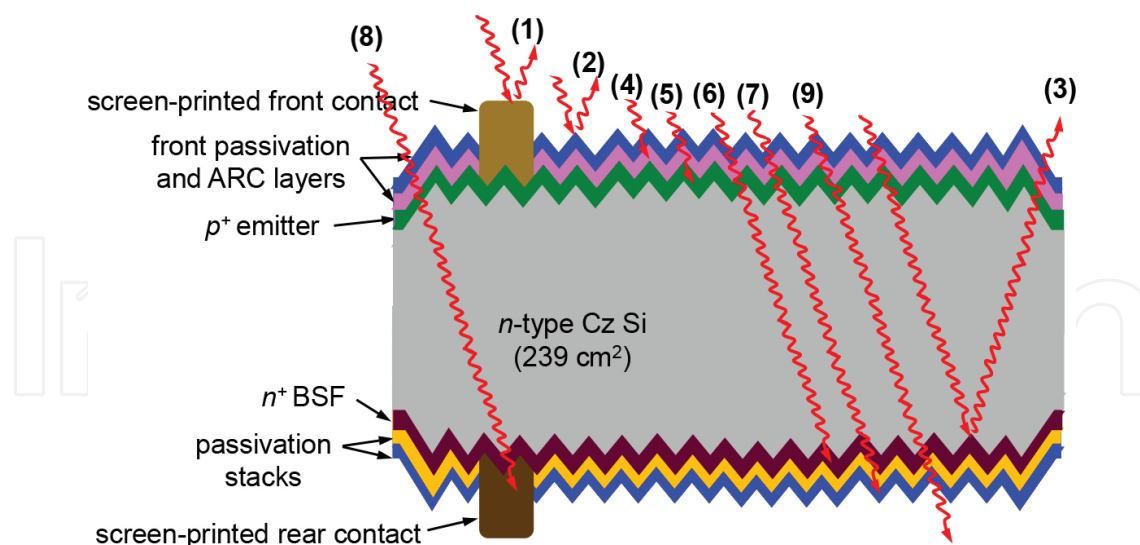 (8)
(1)
(2)
(4)
(5)
(6)
(7)
(9)
(3)
screen-printed front contact
front passivation
and ARC layers
p⁺ emitter
n-type Cz Si
(239 cm²)
n⁺ BSF
passivation
stacks
screen-printed rear contact